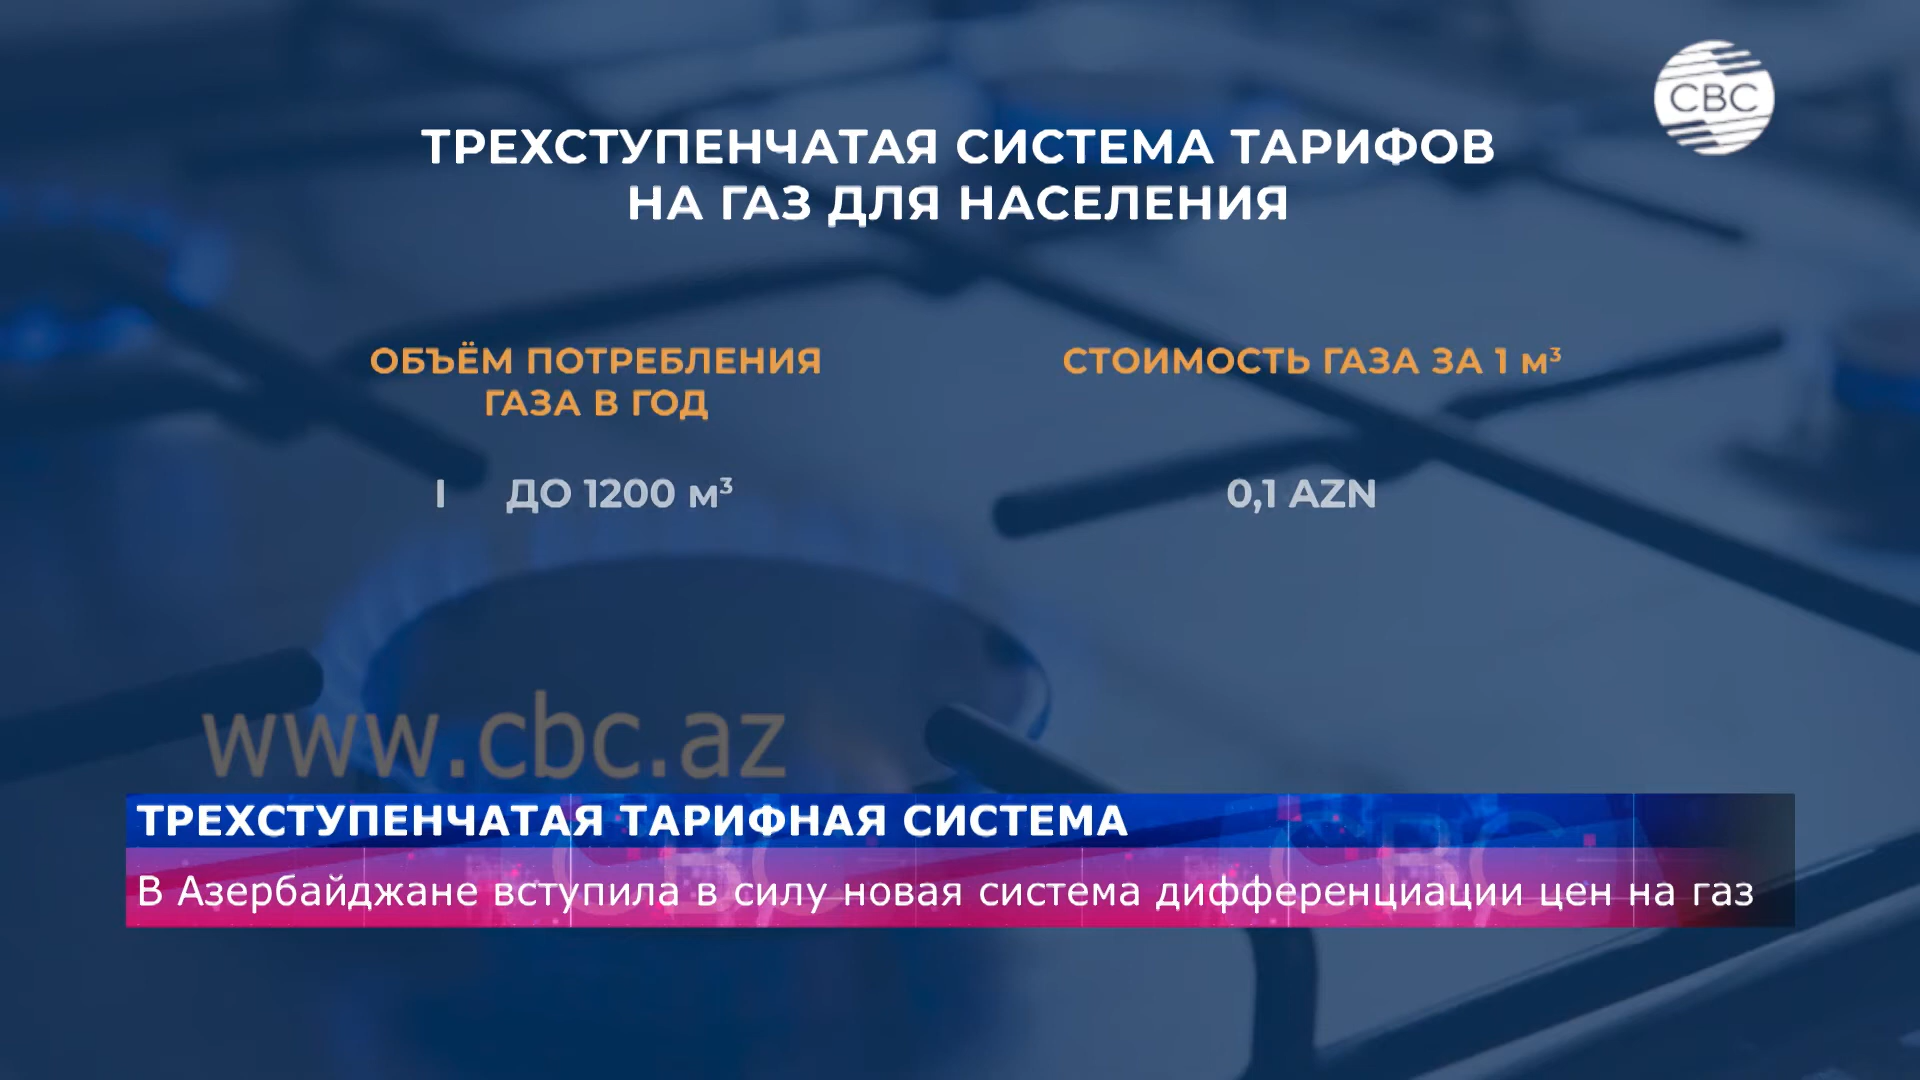 CBC
ТРЕХСТУПЕНЧАТАЯ СИСТЕМА ТАРИФОВ
НА ГАЗ ДЛЯ НАСЕЛЕНИЯ
ОБЪЁМ ПОТРЕБЛЕНИЯ
ГАЗА В ГОД
СТОИМОСТЬ ГАЗА ЗА 1 м³
I ДО 1200 м³
0,1 AZN
www.cbc.az
ТРЕХСТУПЕНЧАТАЯ ТАРИФНАЯ СИСТЕМА
В Азербайджане вступила в силу новая система дифференциации цен на газ